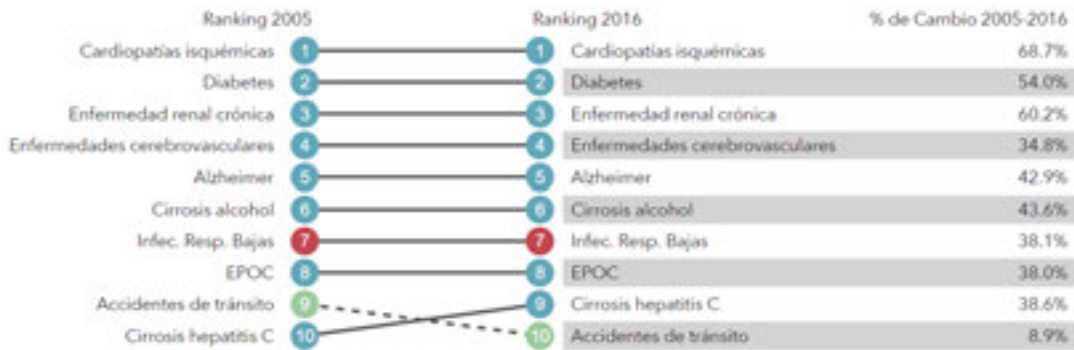 Ranking 2005 Ranking 2016 % de Cambio 2005-2016
Cardiopatías isquémicas 1 1 Cardiopatías isquémicas 68.7%
Diabetes 2 2 Diabetes 54.0%
Enfermedad renal crónica 3 3 Enfermedad renal crónica 60.2%
Enfermedades cerebrovasculares 4 4 Enfermedades cerebrovasculares 34.8%
Alzheimer 5 5 Alzheimer 42.9%
Cirrosis alcohol 6 6 Cirrosis alcohol 43.6%
Infec. Resp. Bajas 7 7 Infec. Resp. Bajas 38.1%
EPOC 8 8 EPOC 38.0%
Accidentes de tránsito 9 9 Cirrosis hepatitis C 38.6%
Cirrosis hepatitis C 10 10 Accidentes de tránsito 8.9%